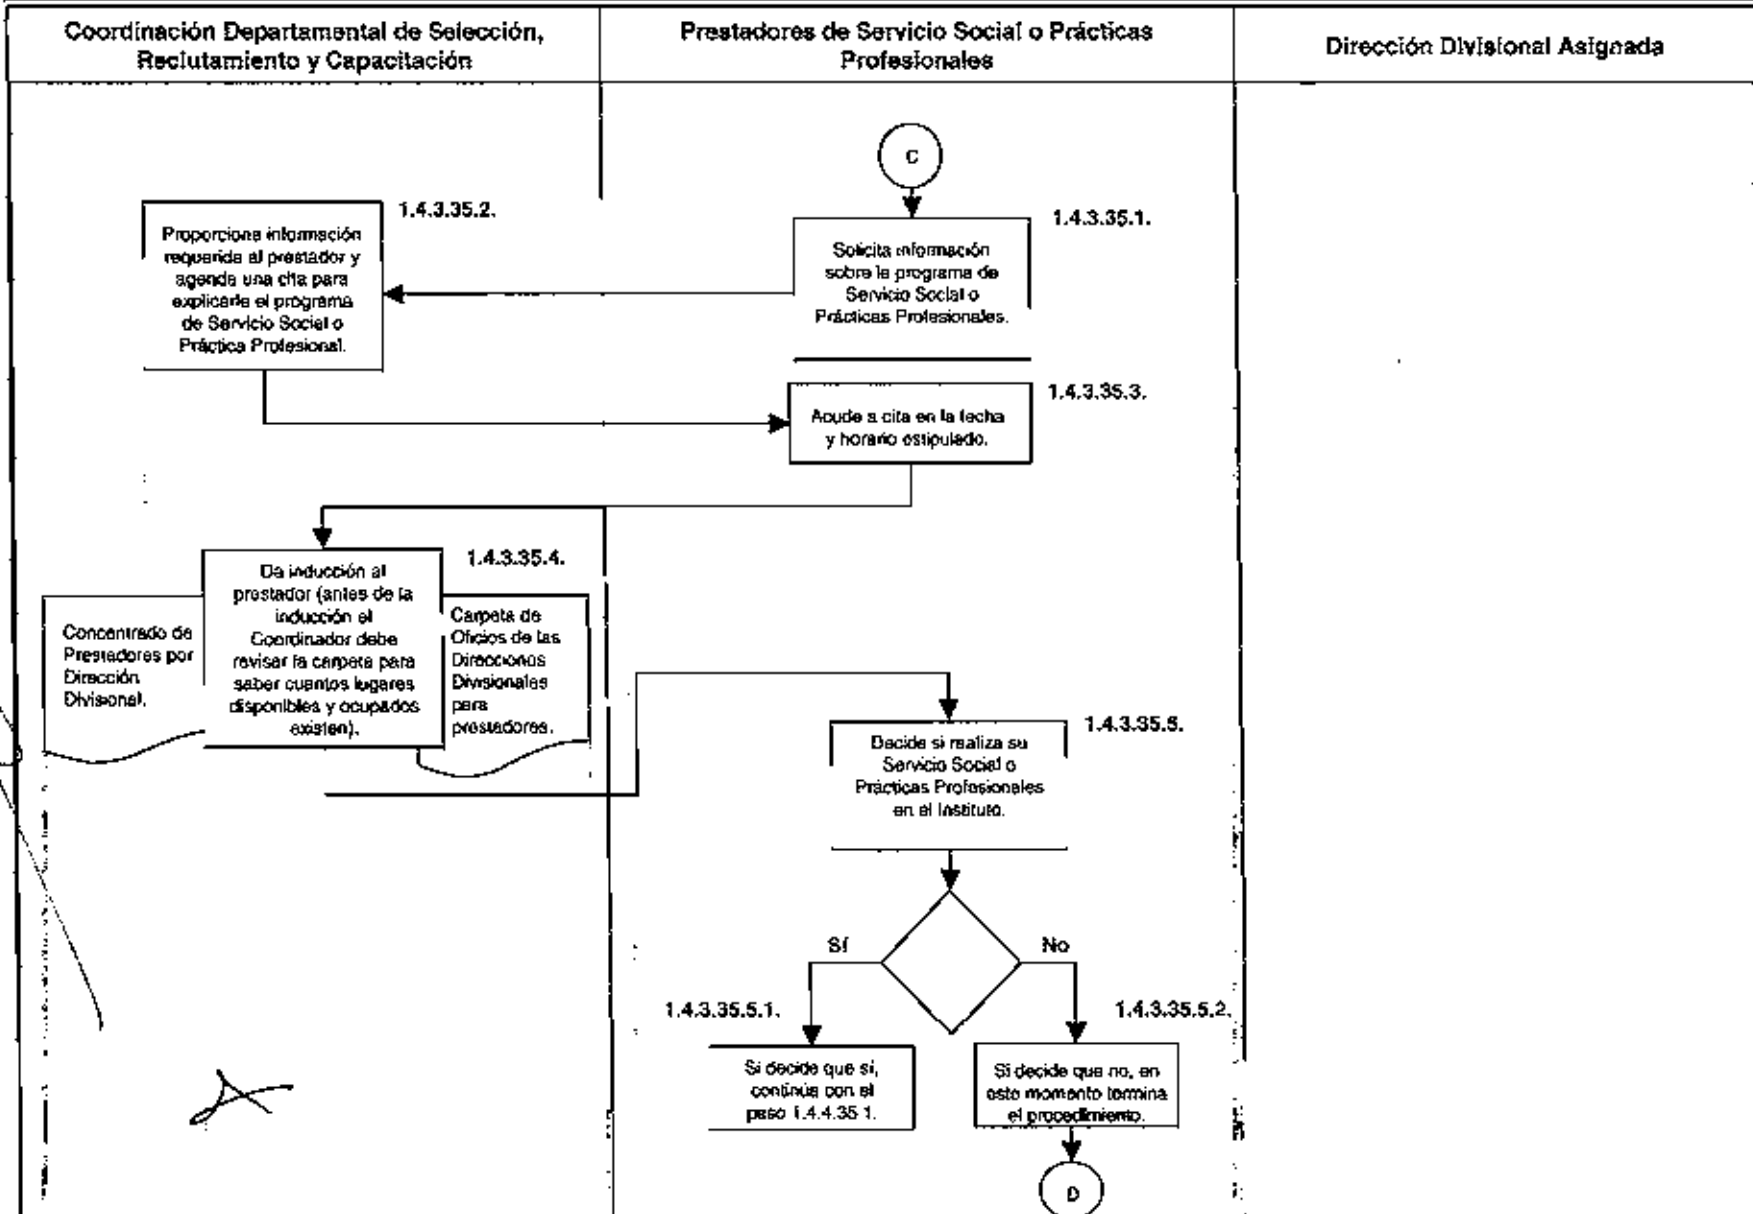 Coordinación Departamental de Selección,
Reclutamiento y Capacitación
Prestadores de Servicio Social o Prácticas
Profesionales
Dirección Divisional Asignada
C
1.4.3.35.1.
Solicita información
sobre le programa de
Servicio Social o
Prácticas Profesionales.
1.4.3.35.2.
Proporciona información
requerida al prestador y
agenda una cita para
explicarle el programa
de Servicio Social o
Práctica Profesional.
1.4.3.35.3.
Acude a cita en la fecha
y horario estipulado.
1.4.3.35.4.
Da inducción al
prestador (antes de la
inducción el
Coordinador debe
revisar la carpeta para
saber cuantos lugares
disponibles y ocupados
existen).
Concentrado de
Prestadores por
Dirección
Divisional.
Carpeta de
Oficios de las
Direcciones
Divisionales
para
prestadores.
1.4.3.35.5.
Decide si realiza su
Servicio Social o
Prácticas Profesionales
en el Instituto.
Sí
No
1.4.3.35.5.1.
Si decide que si,
continúa con el
paso 1.4.4.35.1.
1.4.3.35.5.2.
Si decide que no, en
este momento termina
el procedimiento.
D